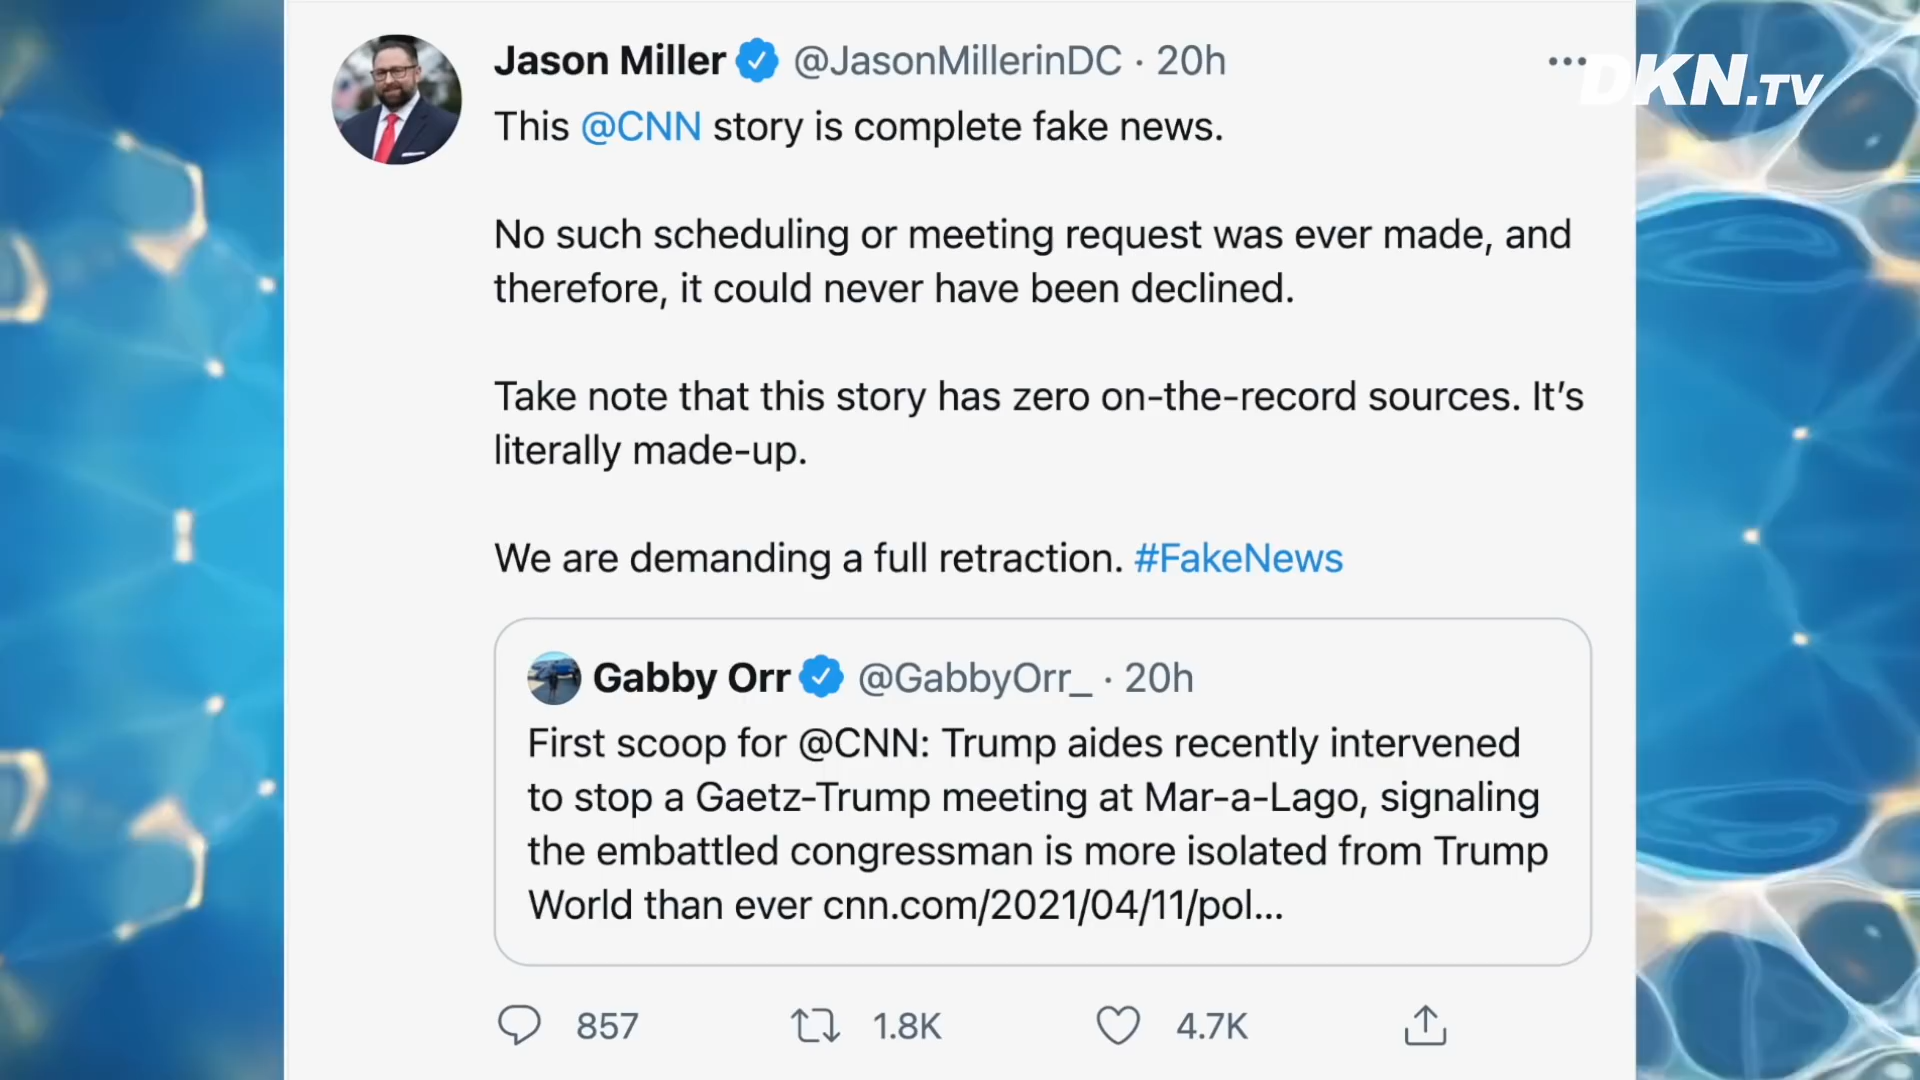 Jason Miller @JasonMillerinDC · 20h
DKN.TV
This @CNN story is complete fake news.
No such scheduling or meeting request was ever made, and
therefore, it could never have been declined.
Take note that this story has zero on-the-record sources. It’s
literally made-up.
We are demanding a full retraction. #FakeNews
Gabby Orr @GabbyOrr_ · 20h
First scoop for @CNN: Trump aides recently intervened
to stop a Gaetz-Trump meeting at Mar-a-Lago, signaling
the embattled congressman is more isolated from Trump
World than ever cnn.com/2021/04/11/pol...
857 1.8K 4.7K